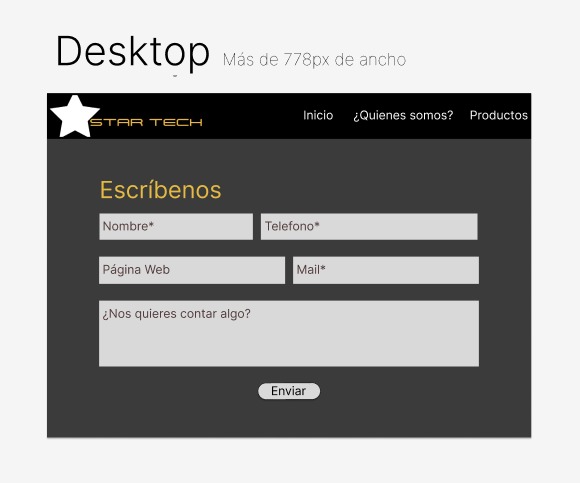 Desktop Más de 778px de ancho
STAR TECH Inicio ¿Quienes somos? Productos
Escríbenos
Nombre* Telefono*
Página Web Mail*
¿Nos quieres contar algo?
Enviar